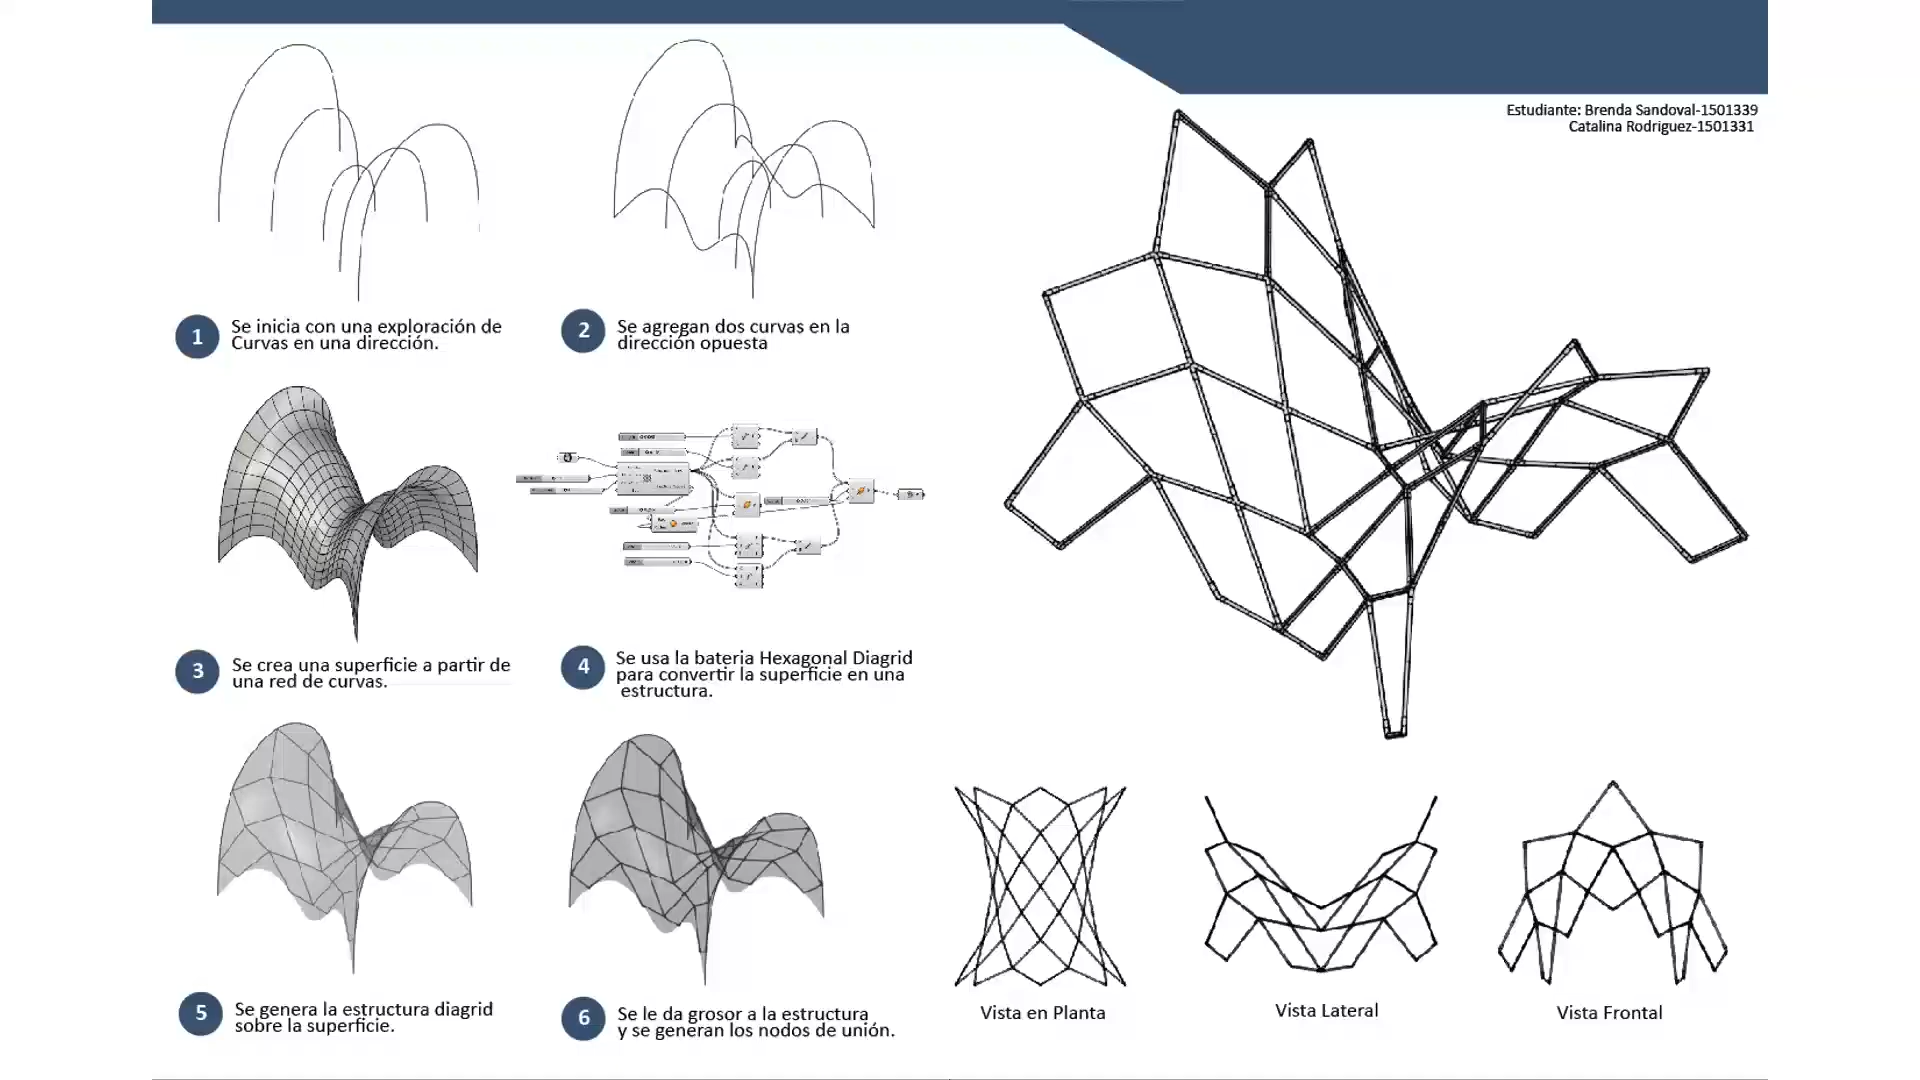 Estudiante: Brenda Sandoval-1501339
Catalina Rodriguez-1501331
1
Se inicia con una exploración de
Curvas en una dirección.
2
Se agregan dos curvas en la
dirección opuesta
3
Se crea una superficie a partir de
una red de curvas.
4
Se usa la bateria Hexagonal Diagrid
para convertir la superficie en una
estructura.
5
Se genera la estructura diagrid
sobre la superficie.
6
Se le da grosor a la estructura
y se generan los nodos de unión.
Vista en Planta
Vista Lateral
Vista Frontal